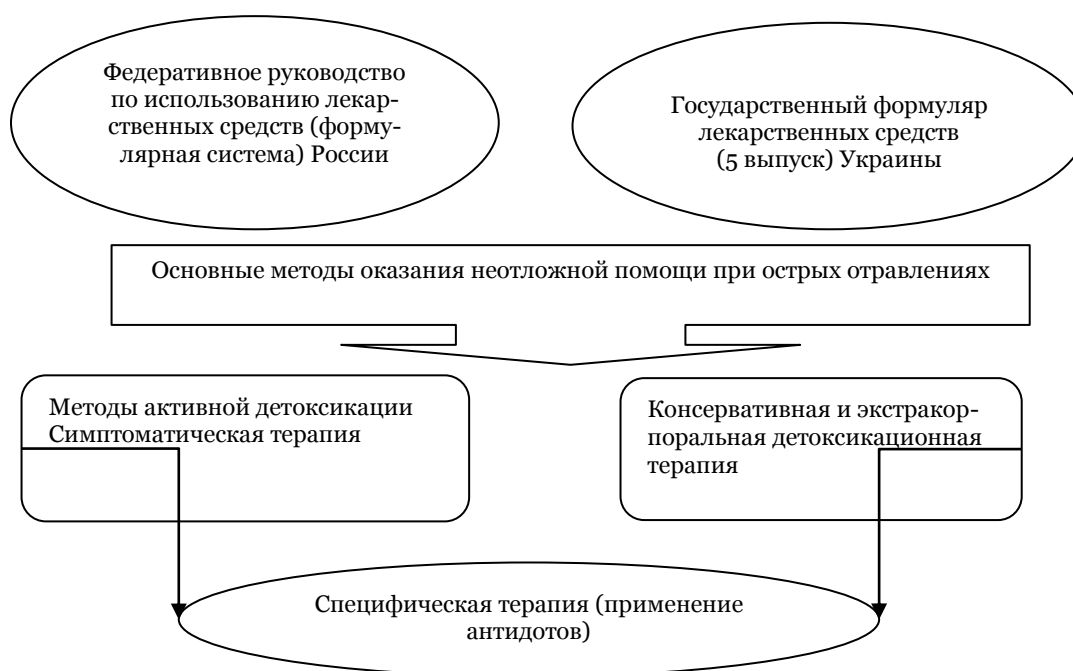 Федеративное руководство
по использованию лекар-
ственных средств (форму-
лярная система) России
Государственный формуляр
лекарственных средств
(5 выпуск) Украины
Основные методы оказания неотложной помощи при острых отравлениях
Методы активной детоксикации
Симптоматическая терапия
Консервативная и экстракор-
поральная детоксикационная
терапия
Специфическая терапия (применение
антидотов)